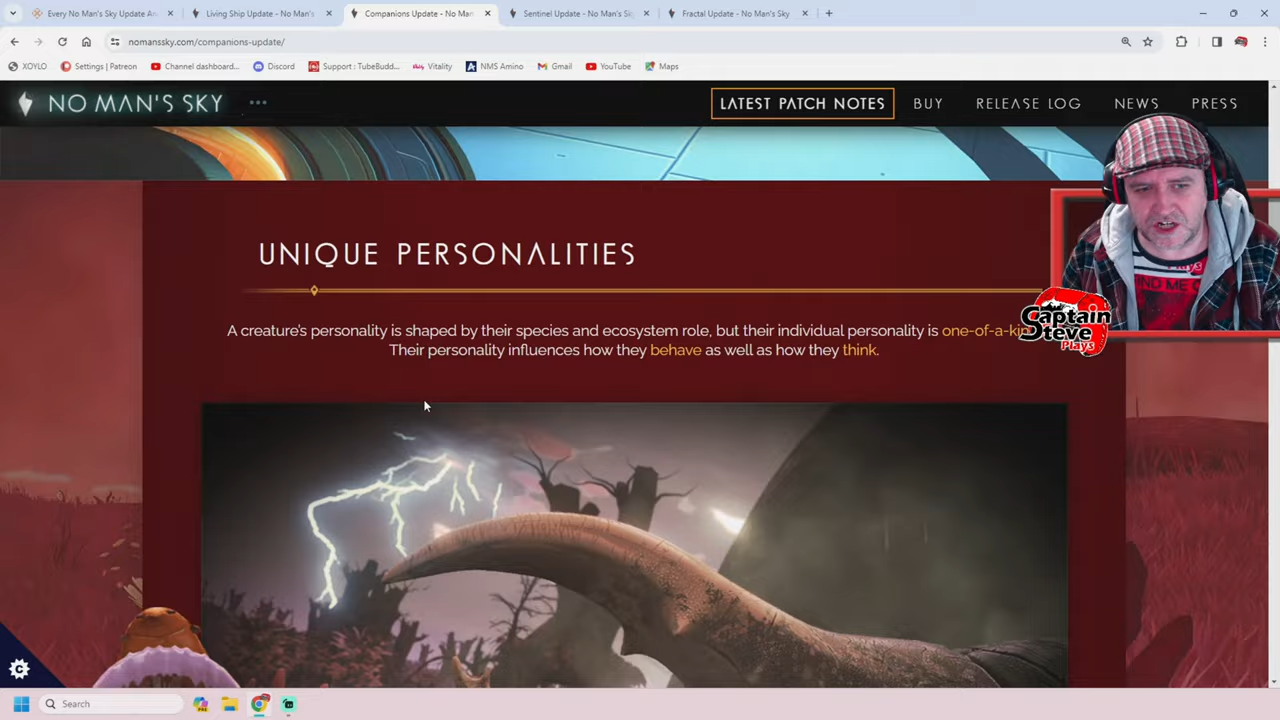 Every No Man's Sky Update An
Living Ship Update - No Man's
Companions Update - No Man
Sentinel Update - No Man's Sky
Fractal Update - No Man's Sky
nomanssky.com/companions-update/
XOYLO
Settings | Patreon
Channel dashboard...
Discord
Support : TubeBudd...
Vitality
NMS Amino
Gmail
YouTube
Maps
NO MAN'S SKY
LATEST PATCH NOTES
BUY
RELEASE LOG
NEWS
PRESS
UNIQUE PERSONALITIES
A creature's personality is shaped by their species and ecosystem role, but their individual personality is one-of-a-kin
Their personality influences how they behave as well as how they think.
Captain
Steve
Plays
Search